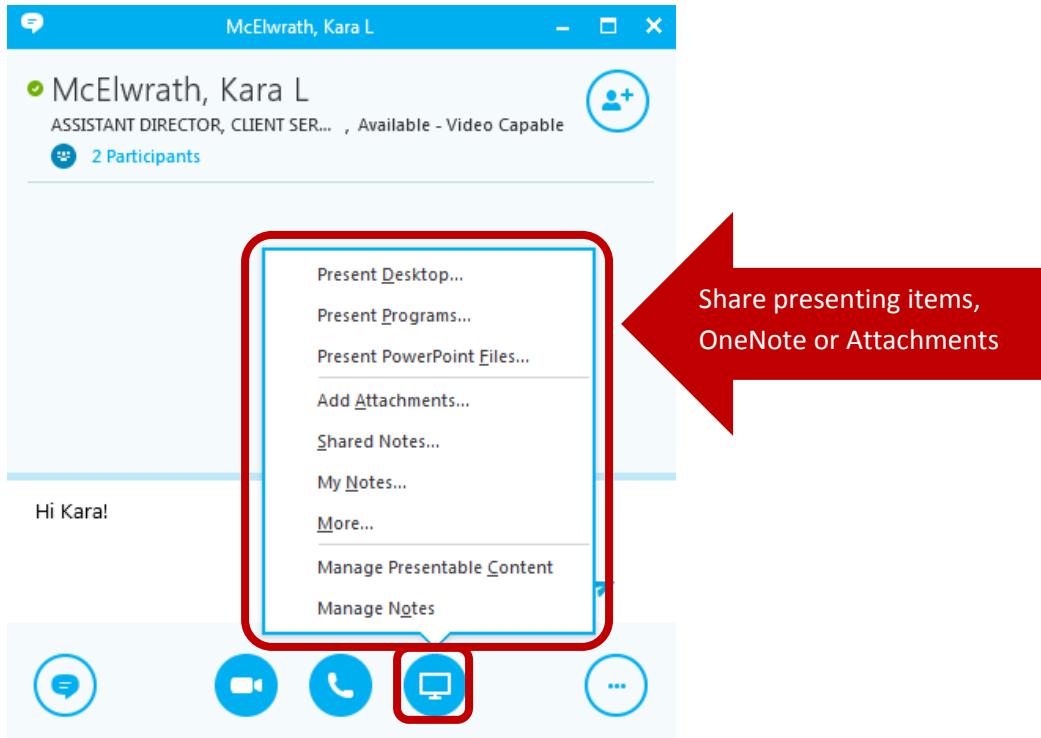 McElwrath, Kara L
McElwrath, Kara L
ASSISTANT DIRECTOR, CLIENT SER... , Available - Video Capable
2 Participants
Present Desktop...
Present Programs...
Present PowerPoint Files...
Add Attachments...
Shared Notes...
My Notes...
More...
Manage Presentable Content
Manage Notes
Share presenting items,
OneNote or Attachments
Hi Kara!